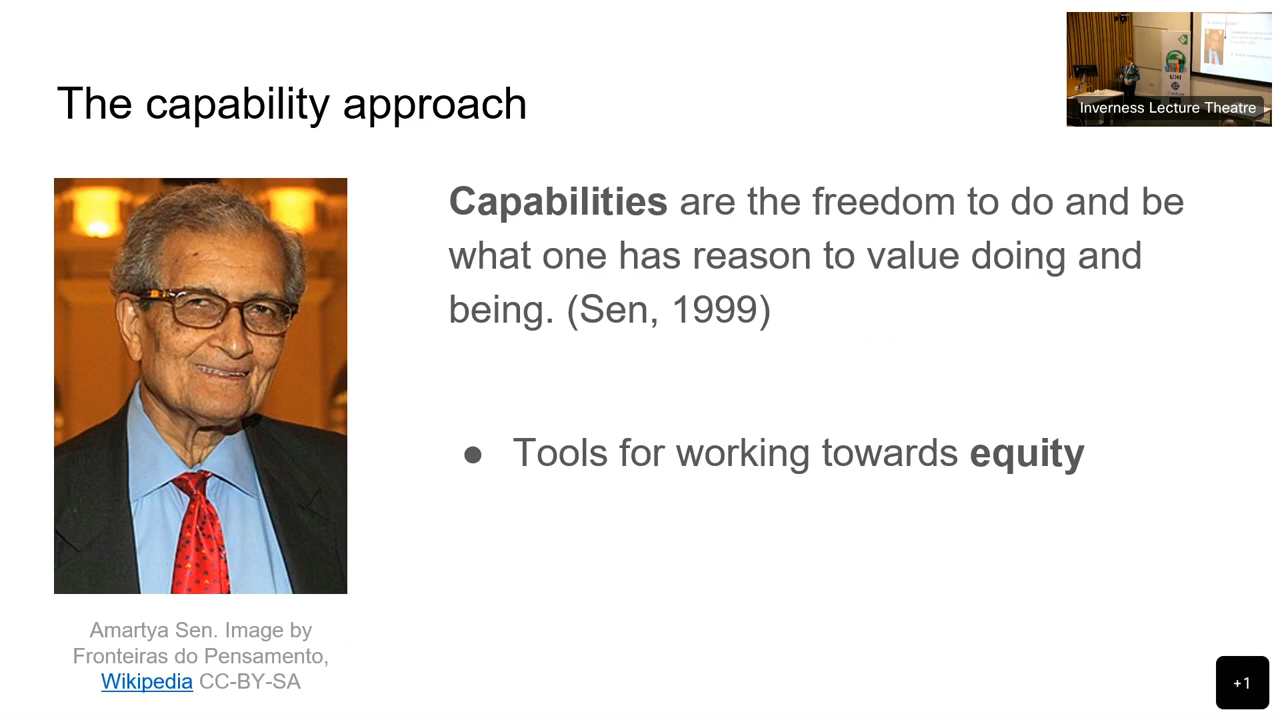 The capability approach
Inverness Lecture Theatre
Capabilities are the freedom to do and be
what one has reason to value doing and
being. (Sen, 1999)
● Tools for working towards equity
Amartya Sen. Image by
Fronteiras do Pensamento,
Wikipedia CC-BY-SA
+1